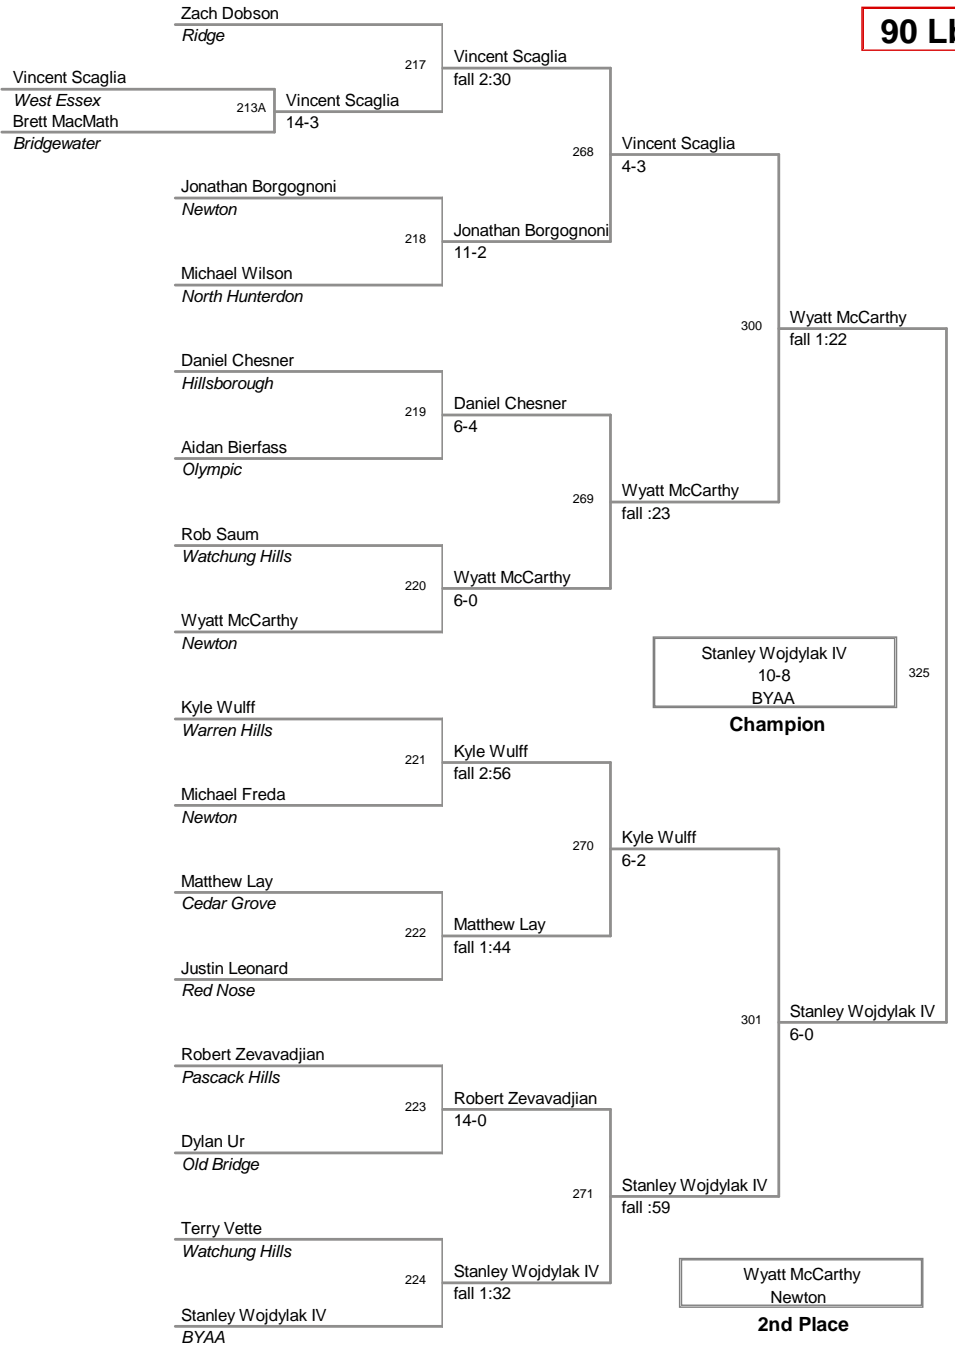 Zach Dobson
Ridge
90 Lb
217
Vincent Scaglia
fall 2:30
Vincent Scaglia
West Essex
213A
Vincent Scaglia
14-3
Brett MacMath
Bridgewater
268
Vincent Scaglia
4-3
Jonathan Borgognoni
Newton
218
Jonathan Borgognoni
11-2
Michael Wilson
North Hunterdon
300
Wyatt McCarthy
fall 1:22
Daniel Chesner
Hillsborough
219
Daniel Chesner
6-4
Aidan Bierfass
Olympic
269
Wyatt McCarthy
fall :23
Rob Saum
Watchung Hills
220
Wyatt McCarthy
6-0
Wyatt McCarthy
Newton
Stanley Wojdylak IV
10-8
BYAA
325
Champion
Kyle Wulff
Warren Hills
221
Kyle Wulff
fall 2:56
Michael Freda
Newton
270
Kyle Wulff
6-2
Matthew Lay
Cedar Grove
222
Matthew Lay
fall 1:44
Justin Leonard
Red Nose
301
Stanley Wojdylak IV
6-0
Robert Zevavadjian
Pascack Hills
223
Robert Zevavadjian
14-0
Dylan Ur
Old Bridge
271
Stanley Wojdylak IV
fall :59
Terry Vette
Watchung Hills
224
Stanley Wojdylak IV
fall 1:32
Stanley Wojdylak IV
BYAA
Wyatt McCarthy
Newton
2nd Place